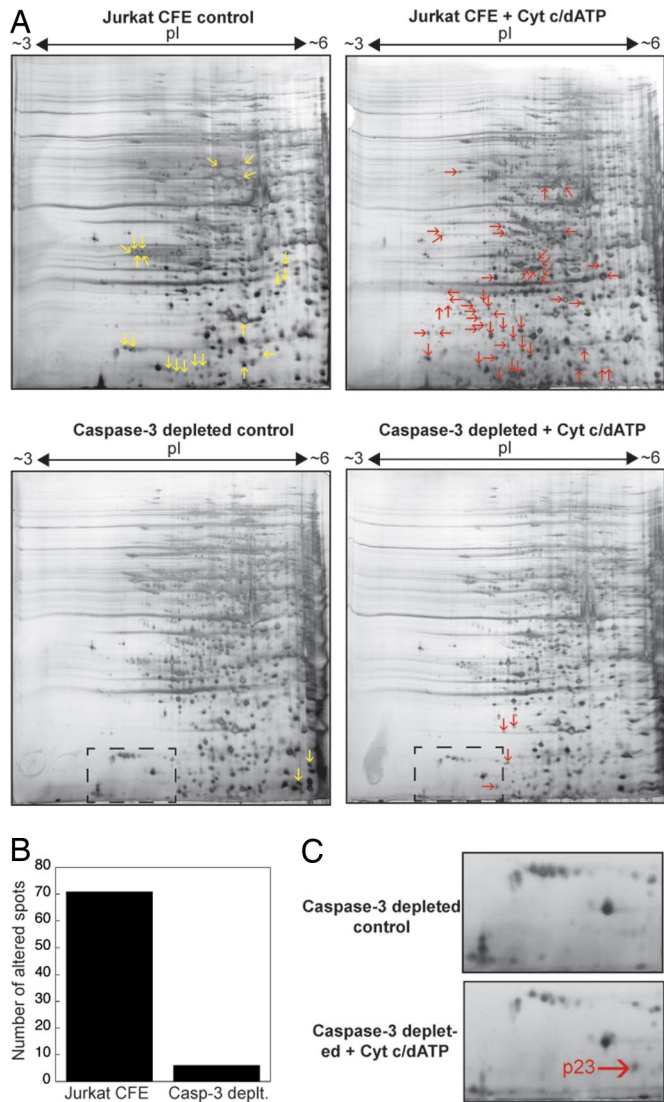 A
Jurkat CFE control
Jurkat CFE + Cyt c/dATP
~3 pI ~6
~3 pI ~6
Caspase-3 depleted control
Caspase-3 depleted + Cyt c/dATP
~3 pI ~6
~3 pI ~6
B
Number of altered spots
80
70
60
50
40
30
20
10
0
Jurkat CFE
Casp-3 deplt.
C
Caspase-3 depleted
control
Caspase-3 deplet-
ed + Cyt c/dATP
p23